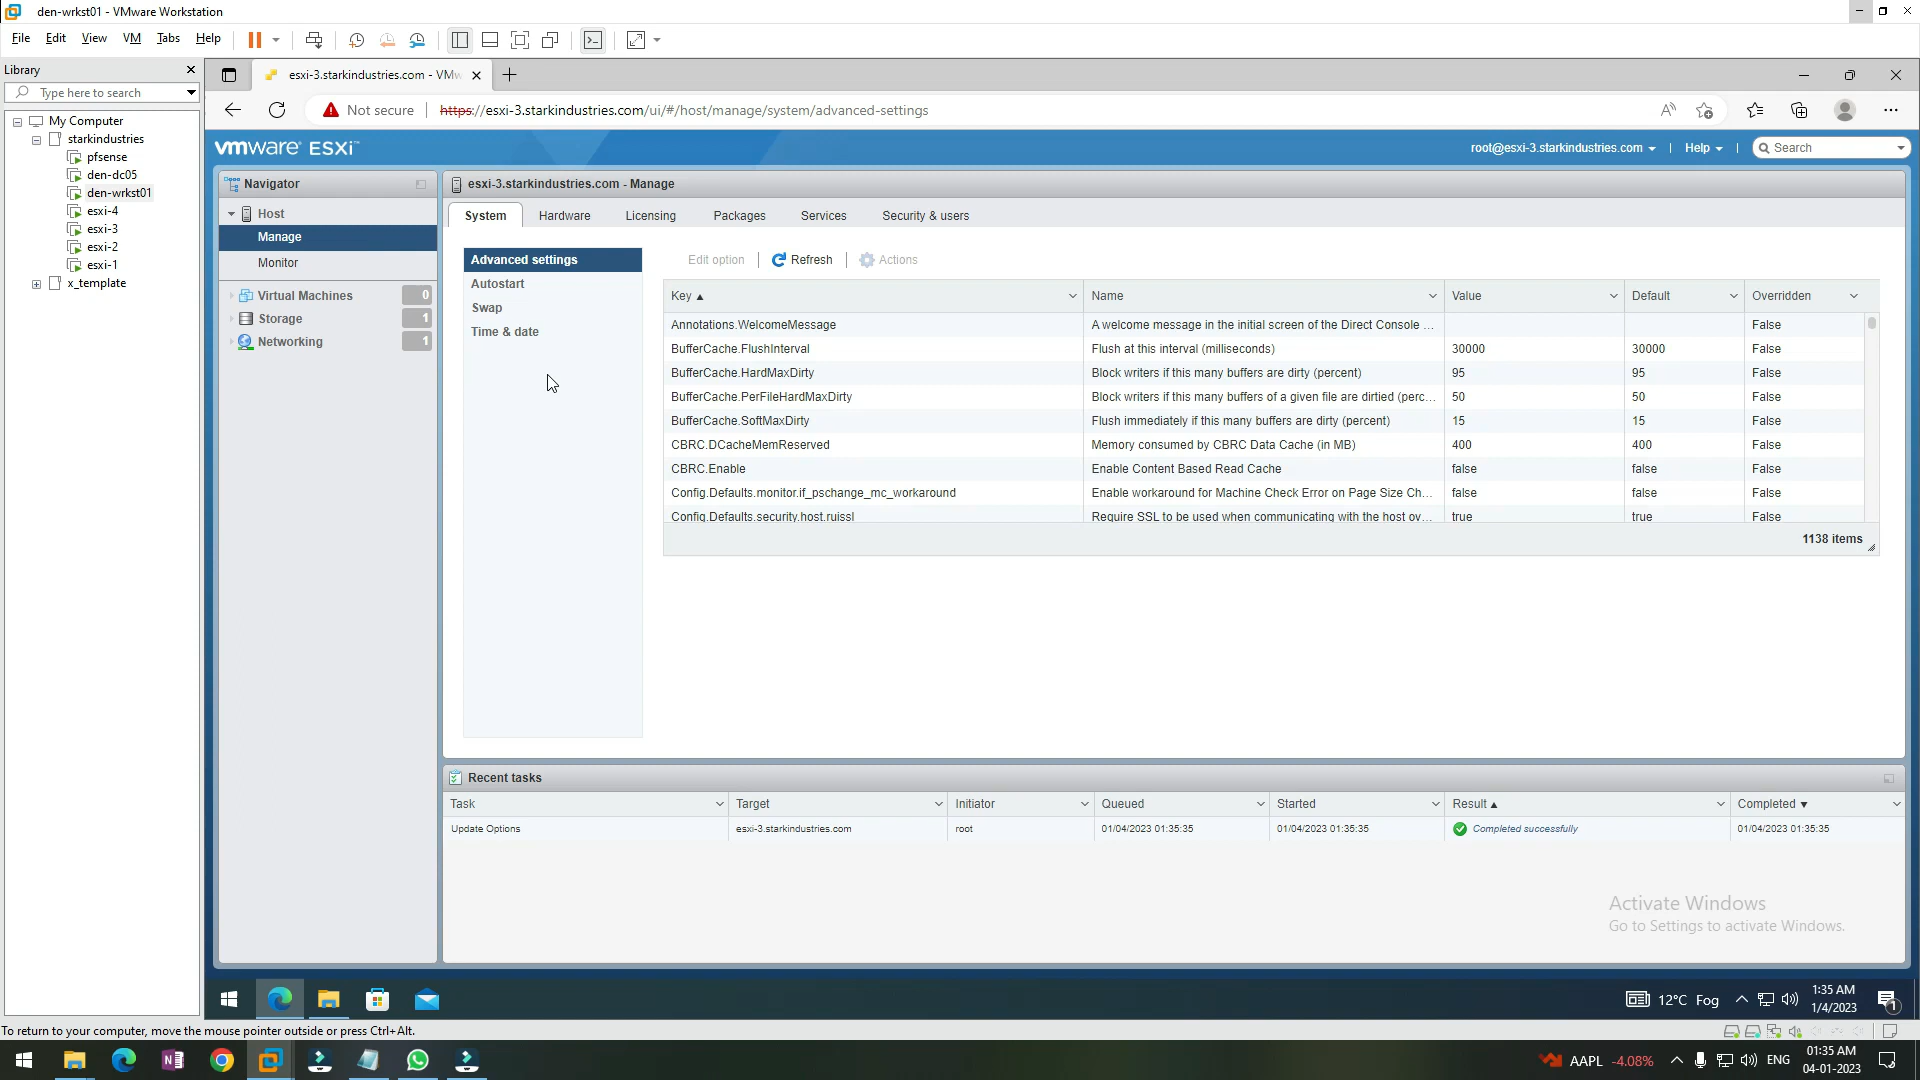 den-wrkst01 - VMware Workstation
File Edit View VM Tabs Help
Library
Type here to search
My Computer
starkindustries
pfsense
den-dc05
den-wrkst01
esxi-4
esxi-3
esxi-2
esxi-1
x_template
esxi-3.starkindustries.com - VMw
Not secure https://esxi-3.starkindustries.com/ui/#/host/manage/system/advanced-settings
vmware ESXi™
root@esxi-3.starkindustries.com | Help | Search
Navigator
Host
Manage
Monitor
Virtual Machines 0
Storage 1
Networking 1
esxi-3.starkindustries.com - Manage
System Hardware Licensing Packages Services Security & users
Advanced settings
Autostart
Swap
Time & date
Edit option | Refresh | Actions
Key ▲ Name Value Default Overridden
Annotations.WelcomeMessage A welcome message in the initial screen of the Direct Console ... False
BufferCache.FlushInterval Flush at this interval (milliseconds) 30000 30000 False
BufferCache.HardMaxDirty Block writers if this many buffers are dirty (percent) 95 95 False
BufferCache.PerFileHardMaxDirty Block writers if this many buffers of a given file are dirtied (perc... 50 50 False
BufferCache.SoftMaxDirty Flush immediately if this many buffers are dirty (percent) 15 15 False
CBRC.DCacheMemReserved Memory consumed by CBRC Data Cache (in MB) 400 400 False
CBRC.Enable Enable Content Based Read Cache false false False
Config.Defaults.monitor.if_pschange_mc_workaround Enable workaround for Machine Check Error on Page Size Ch... false false False
Config.Defaults.security.host.ruissl Require SSL to be used when communicating with the host ov... true true False
1138 items
Recent tasks
Task Target Initiator Queued Started Result ▲ Completed ▼
Update Options esxi-3.starkindustries.com root 01/04/2023 01:35:35 01/04/2023 01:35:35 Completed successfully 01/04/2023 01:35:35
Activate Windows
Go to Settings to activate Windows.
12°C Fog
1:35 AM
1/4/2023
1
To return to your computer, move the mouse pointer outside or press Ctrl+Alt.
AAPL -4.08%
ENG
01:35 AM
04-01-2023